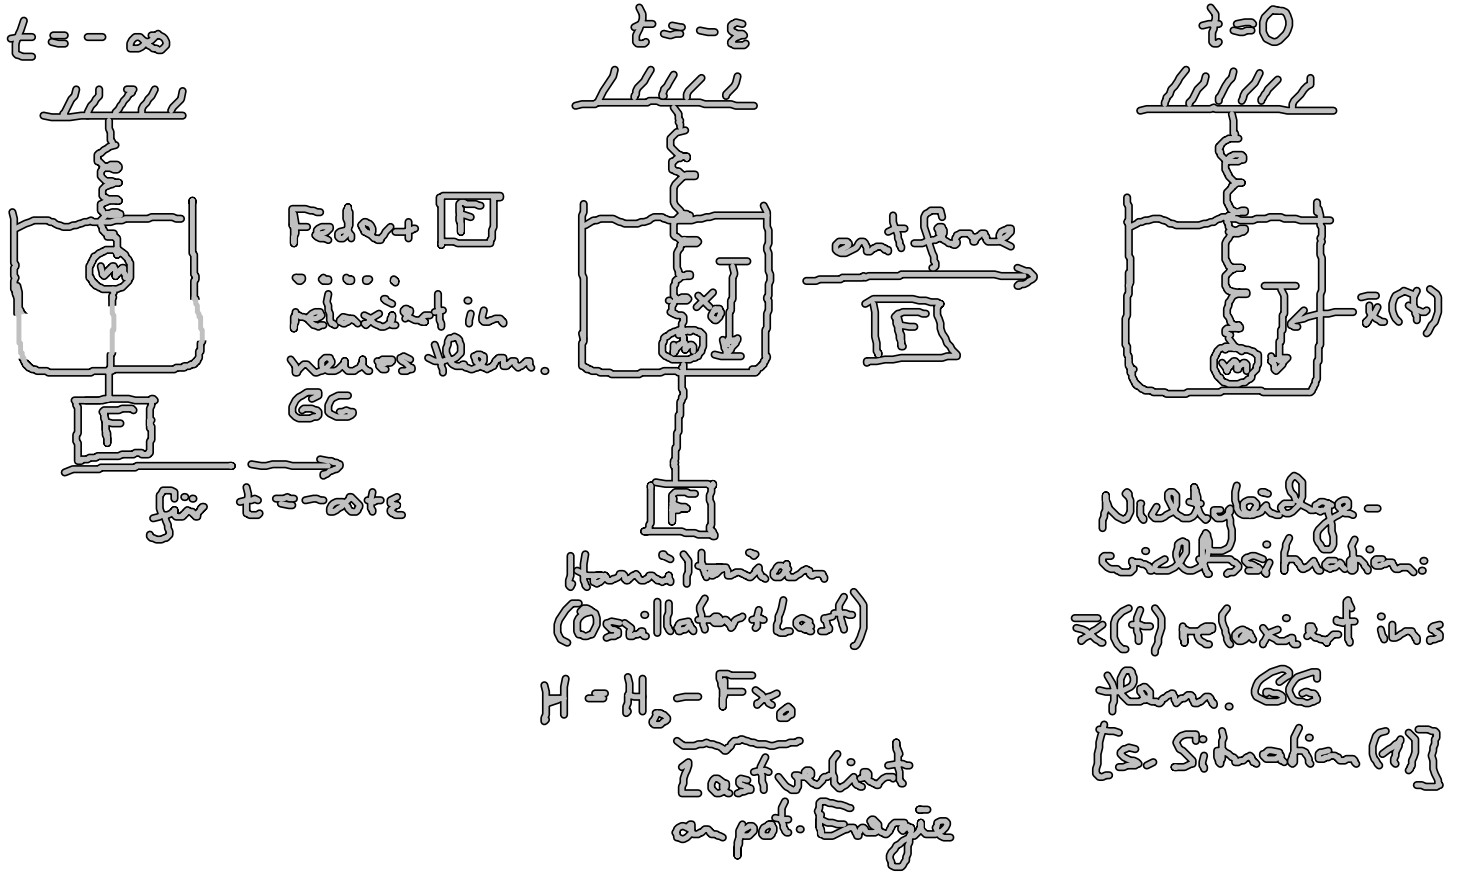 t = - ∞
F
m
für t = -∞+ε
Feder + F
.....
relaxiert in
neues therm.
GG
t = - ε
x₀
m
F
Hamiltonian
(Oszillator + Last)
H = H₀ - Fx₀
Last verliert
an pot. Energie
entferne
F
t = 0
x̄(t)
m
Nichtgleichge-
wichtssituation:
x̄(t) relaxiert ins
therm. GG
[s. Situation (1)]